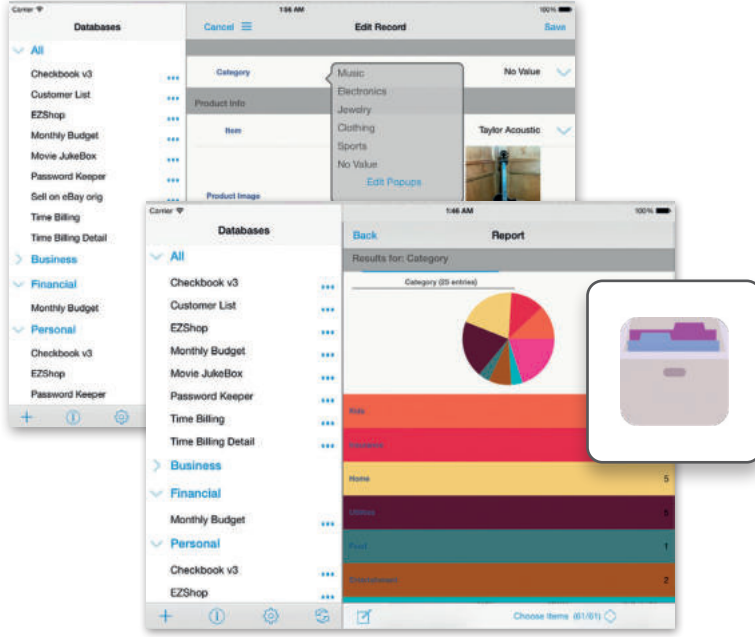 Carrier 1:56 AM 100%
Databases
Cancel Edit Record Save
All
Checkbook v3
Customer List
EZShop
Monthly Budget
Movie JukeBox
Password Keeper
Sell on eBay orig
Time Billing
Time Billing Detail
Business
Financial
Monthly Budget
Personal
Checkbook v3
EZShop
Password Keeper
Category No Value
Product Info
Item Taylor Acoustic
Product Image
Music
Electronics
Jewelry
Clothing
Sports
No Value
Edit Popups
Carrier 1:46 AM 100%
Databases
Back Report
All
Checkbook v3
Customer List
EZShop
Monthly Budget
Movie JukeBox
Password Keeper
Time Billing
Time Billing Detail
Business
Financial
Monthly Budget
Personal
Checkbook v3
EZShop
Results for: Category
Category (25 entries)
Kids
Insurance
Home 5
Utilities 5
Food 1
Entertainment 2
Choose Items (61/61)